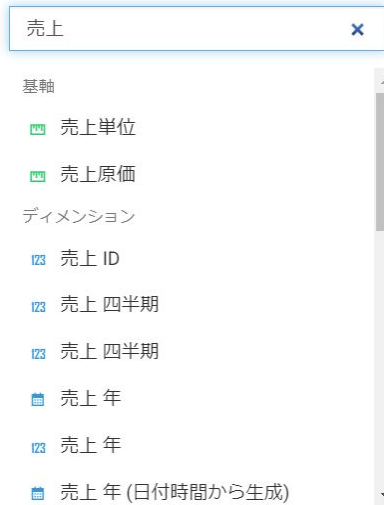 売上
基軸
売上単位
売上原価
ディメンション
売上 ID
売上 四半期
売上 四半期
売上 年
売上 年
売上 年 (日付時間から生成)